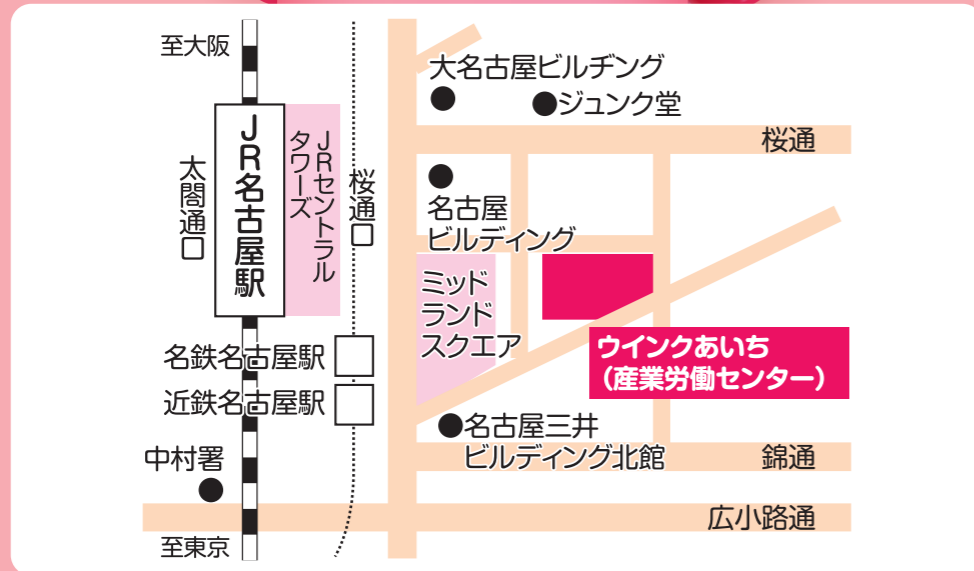 至大阪
大名古屋ビルヂング
ジュンク堂
桜通
JR名古屋駅
JRセントラル
タワーズ
太閤通口
桜通口
名古屋
ビルディング
ミッド
ランド
スクエア
ウインクあいち
（産業労働センター）
名鉄名古屋駅
近鉄名古屋駅
名古屋三井
ビルディング北館
中村署
錦通
広小路通
至東京